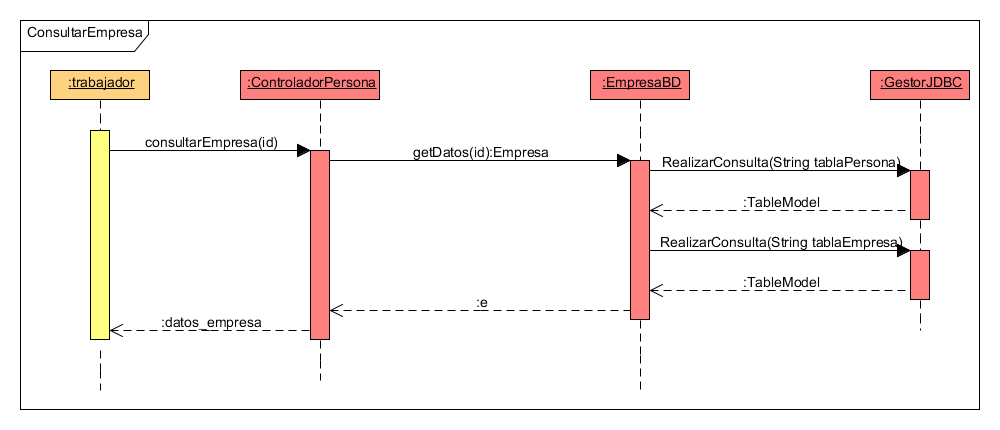 ConsultarEmpresa
:trabajador
:ControladorPersona
:EmpresaBD
:GestorJDBC
consultarEmpresa(id)
getDatos(id):Empresa
RealizarConsulta(String tablaPersona)
:TableModel
RealizarConsulta(String tablaEmpresa)
:TableModel
:e
:datos_empresa